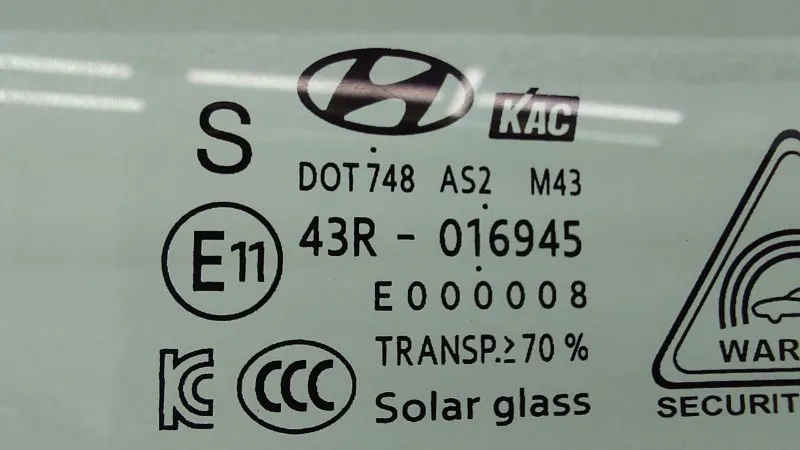 S
KAC
DOT 748 AS2 M43
E11
43R - 016945
E000008
TRANSP.≥70 %
KC
CCC
Solar glass
WAR
SECURIT